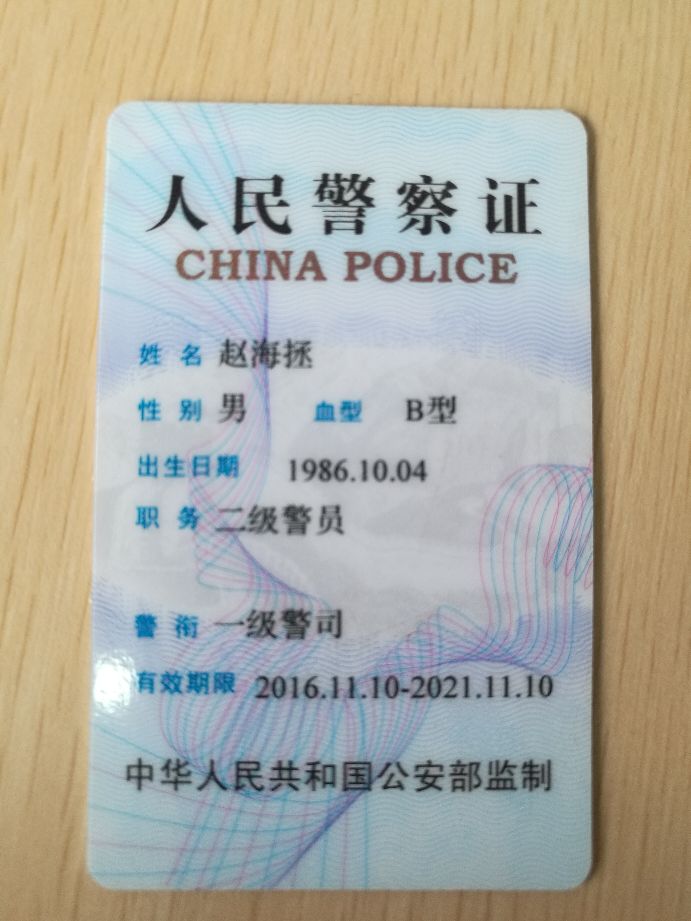 人民警察证
CHINA POLICE
姓名 赵海拯
性别 男 血型 B型
出生日期 1986.10.04
职务 二级警员
警衔 一级警司
有效期限 2016.11.10-2021.11.10
中华人民共和国公安部监制